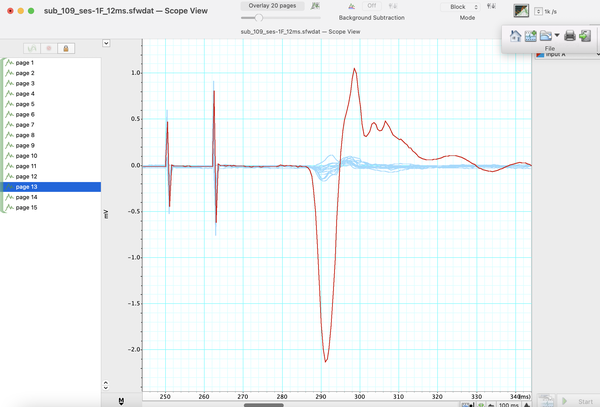 sub_109_ses-1F_12ms.sfwdat — Scope View
Overlay 20 pages
Background Subtraction
Off
Block
Mode
1k /s
sub_109_ses-1F_12ms.sfwdat — Scope View
File
Input A
page 1
page 2
page 3
page 4
page 5
page 6
page 7
page 8
page 9
page 10
page 11
page 12
page 13
page 14
page 15
1.0
0.5
0.0
-0.5
-1.0
-1.5
-2.0
mV
250 260 270 280 290 300 310 320 330 340 (ms)
M
100 ms
Start